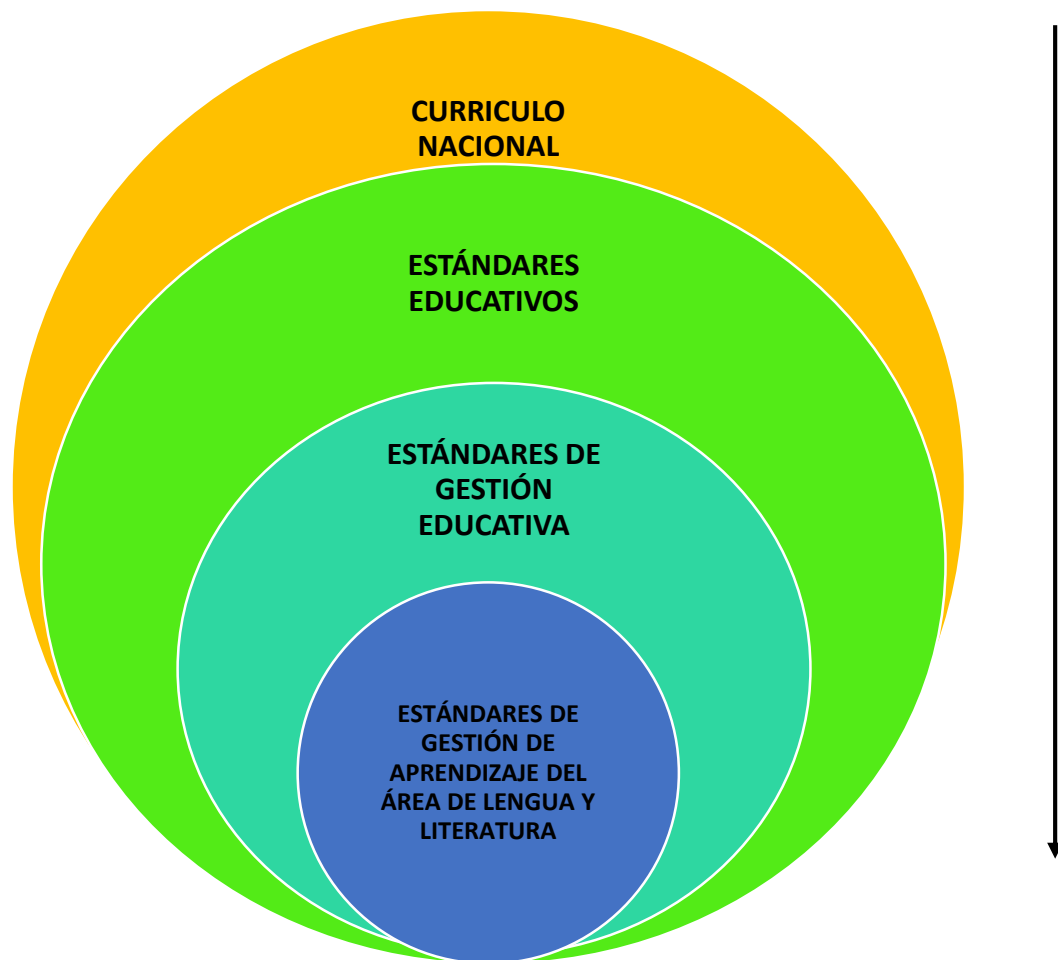 CURRICULO
NACIONAL
ESTÁNDARES
EDUCATIVOS
ESTÁNDARES DE
GESTIÓN
EDUCATIVA
ESTÁNDARES DE
GESTIÓN DE
APRENDIZAJE DEL
ÁREA DE LENGUA Y
LITERATURA